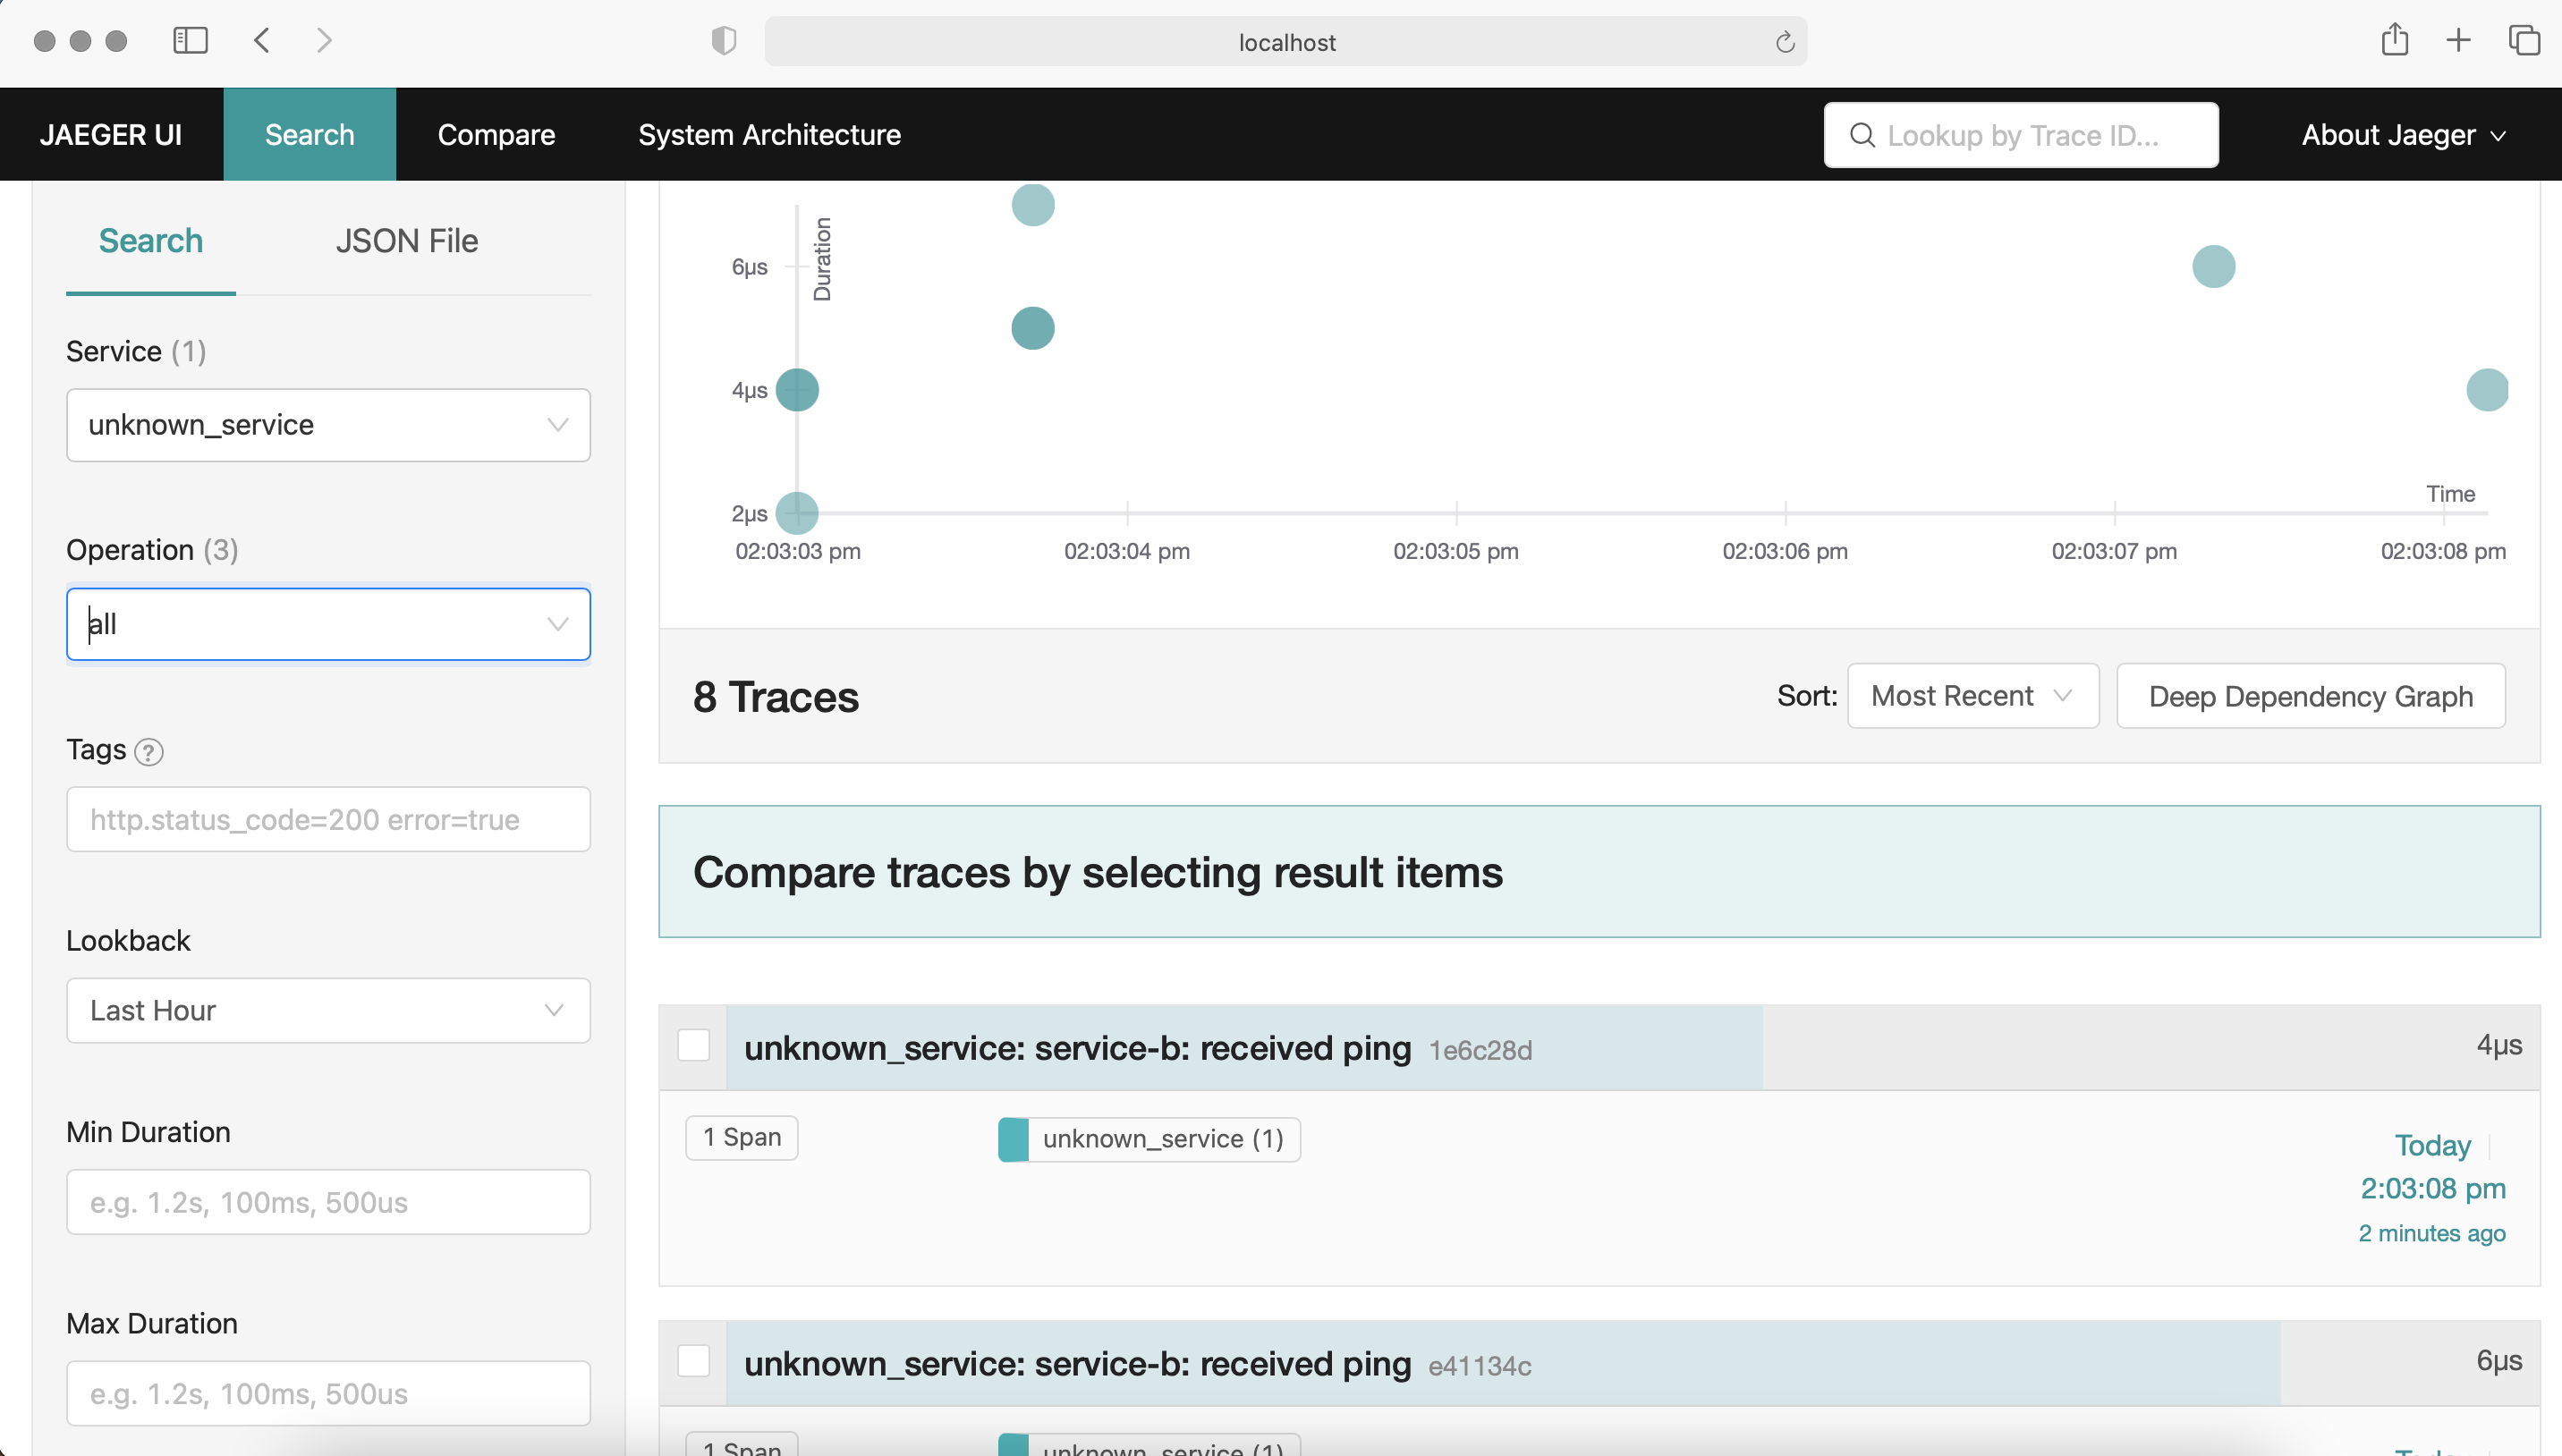 localhost
JAEGER UI Search Compare System Architecture Lookup by Trace ID... About Jaeger
Search JSON File
Service (1)
unknown_service
Operation (3)
all
Tags ?
http.status_code=200 error=true
Lookback
Last Hour
Min Duration
e.g. 1.2s, 100ms, 500us
Max Duration
e.g. 1.2s, 100ms, 500us
Duration
6μs
4μs
2μs
Time
02:03:03 pm 02:03:04 pm 02:03:05 pm 02:03:06 pm 02:03:07 pm 02:03:08 pm
8 Traces
Sort: Most Recent Deep Dependency Graph
Compare traces by selecting result items
unknown_service: service-b: received ping 1e6c28d 4μs
1 Span unknown_service (1) Today
2:03:08 pm
2 minutes ago
unknown_service: service-b: received ping e41134c 6μs
1 Span unknown_service (1) Today